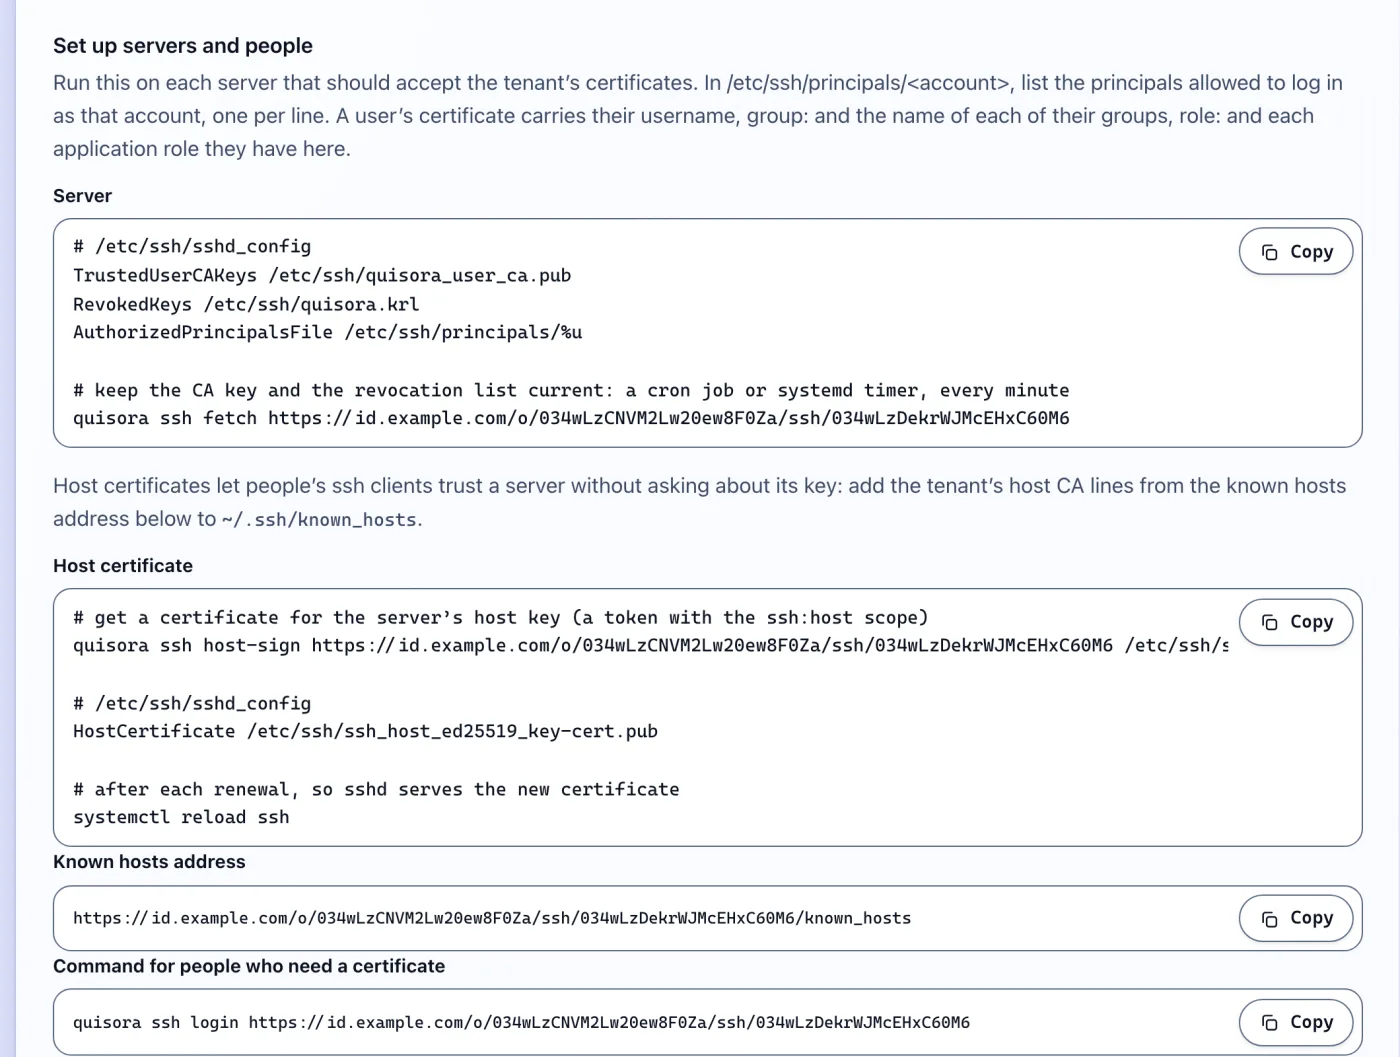 Set up servers and people
Run this on each server that should accept the tenant’s certificates. In /etc/ssh/principals/<account>, list the principals allowed to log in
as that account, one per line. A user’s certificate carries their username, group: and the name of each of their groups, role: and each
application role they have here.
Server
# /etc/ssh/sshd_config
Copy
TrustedUserCAKeys /etc/ssh/quisora_user_ca.pub
RevokedKeys /etc/ssh/quisora.krl
AuthorizedPrincipalsFile /etc/ssh/principals/%u
# keep the CA key and the revocation list current: a cron job or systemd timer, every minute
quisora ssh fetch https://id.example.com/o/034wLzCNVM2Lw20ew8F0Za/ssh/034wLzDekrWJMcEHxC60M6
Host certificates let people’s ssh clients trust a server without asking about its key: add the tenant’s host CA lines from the known hosts
address below to ~/.ssh/known_hosts.
Host certificate
# get a certificate for the server’s host key (a token with the ssh:host scope)
Copy
quisora ssh host-sign https://id.example.com/o/034wLzCNVM2Lw20ew8F0Za/ssh/034wLzDekrWJMcEHxC60M6 /etc/ssh/s
# /etc/ssh/sshd_config
HostCertificate /etc/ssh/ssh_host_ed25519_key-cert.pub
# after each renewal, so sshd serves the new certificate
systemctl reload ssh
Known hosts address
https://id.example.com/o/034wLzCNVM2Lw20ew8F0Za/ssh/034wLzDekrWJMcEHxC60M6/known_hosts
Copy
Command for people who need a certificate
quisora ssh login https://id.example.com/o/034wLzCNVM2Lw20ew8F0Za/ssh/034wLzDekrWJMcEHxC60M6
Copy